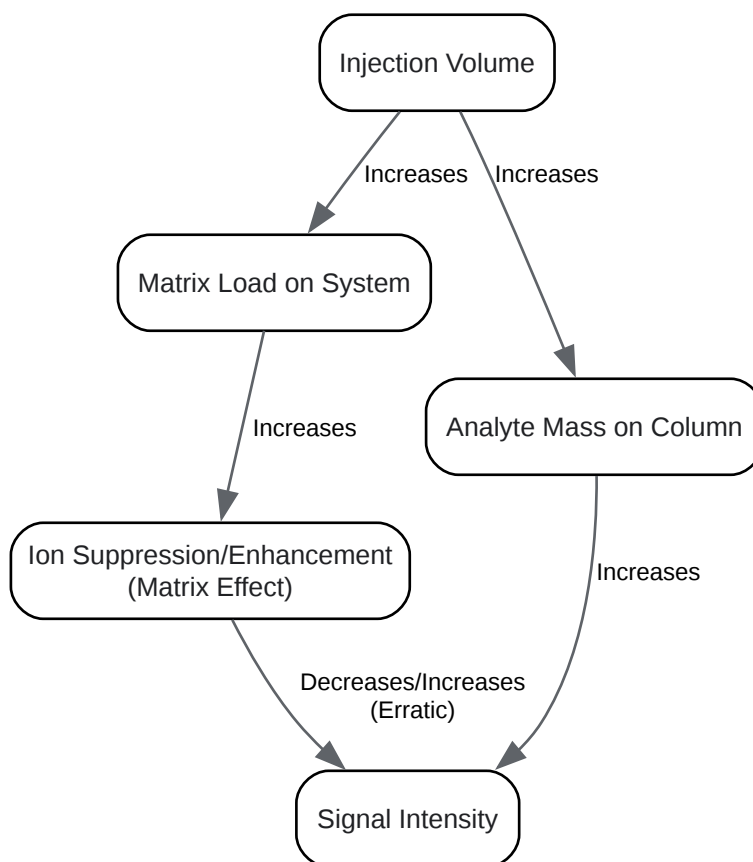 Injection Volume
Increases
Increases
Matrix Load on System
Increases
Analyte Mass on Column
Ion Suppression/Enhancement
(Matrix Effect)
Increases
Decreases/Increases
(Erratic)
Signal Intensity